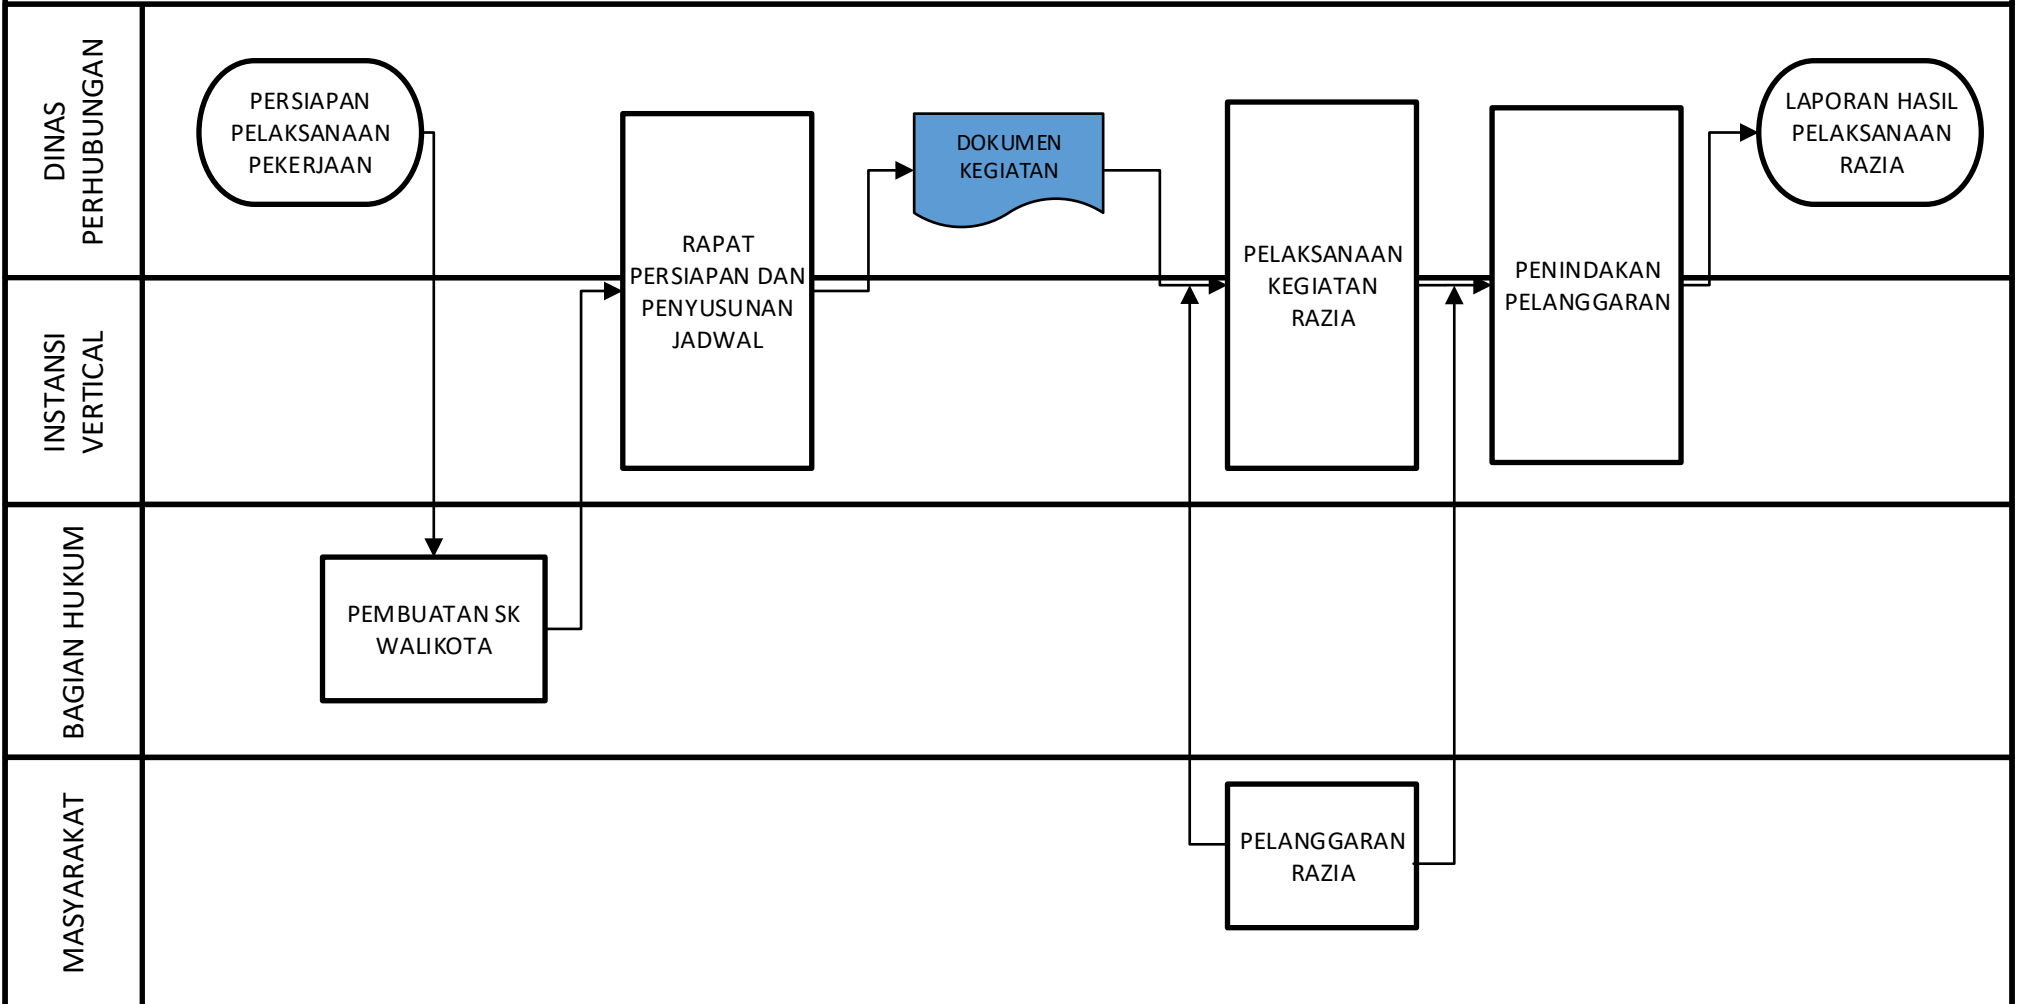 DINAS
PERHUBUNGAN
PERSIAPAN
PELAKSANAAN
PEKERJAAN
RAPAT
PERSIAPAN DAN
PENYUSUNAN
JADWAL
DOKUMEN
KEGIATAN
PELAKSANAAN
KEGIATAN
RAZIA
PENINDAKAN
PELANGGARAN
LAPORAN HASIL
PELAKSANAAN
RAZIA
INSTANSI
VERTICAL
BAGIAN HUKUM
PEMBUATAN SK
WALIKOTA
MASYARAKAT
PELANGGARAN
RAZIA